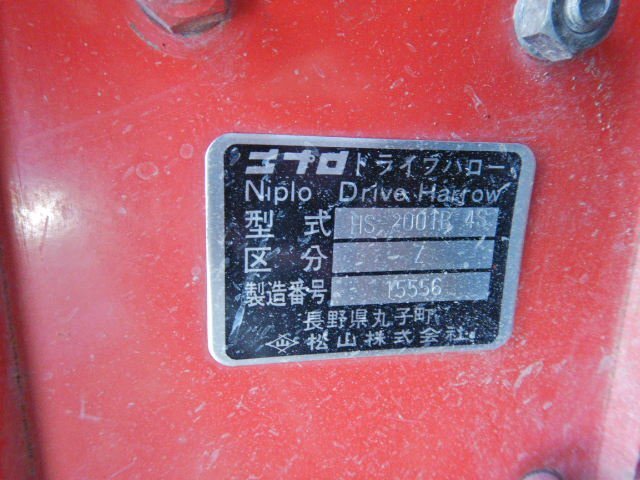 ニプロ ドライブハロー
Niplo Drive Harrow
型式 HS-2001B 4S
区分 Z
製造番号 15556
長野県丸子町
松山株式会社